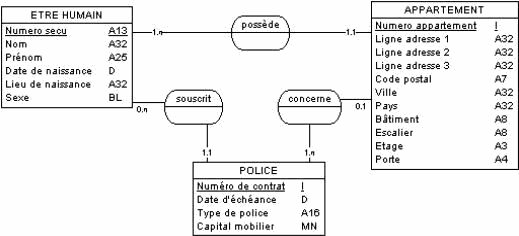 ETRE HUMAIN
Numero secu A13
Nom A32
Prénom A25
Date de naissance D
Lieu de naissance A32
Sexe BL
1.n
possède
1.1
APPARTEMENT
Numero appartement I
Ligne adresse 1 A32
Ligne adresse 2 A32
Ligne adresse 3 A32
Code postal A7
Ville A32
Pays A32
Bâtiment A8
Escalier A8
Etage A3
Porte A4
0.n
souscrit
1.1
concerne
0.1
1.n
POLICE
Numéro de contrat I
Date d'échéance D
Type de police A16
Capital mobilier MN